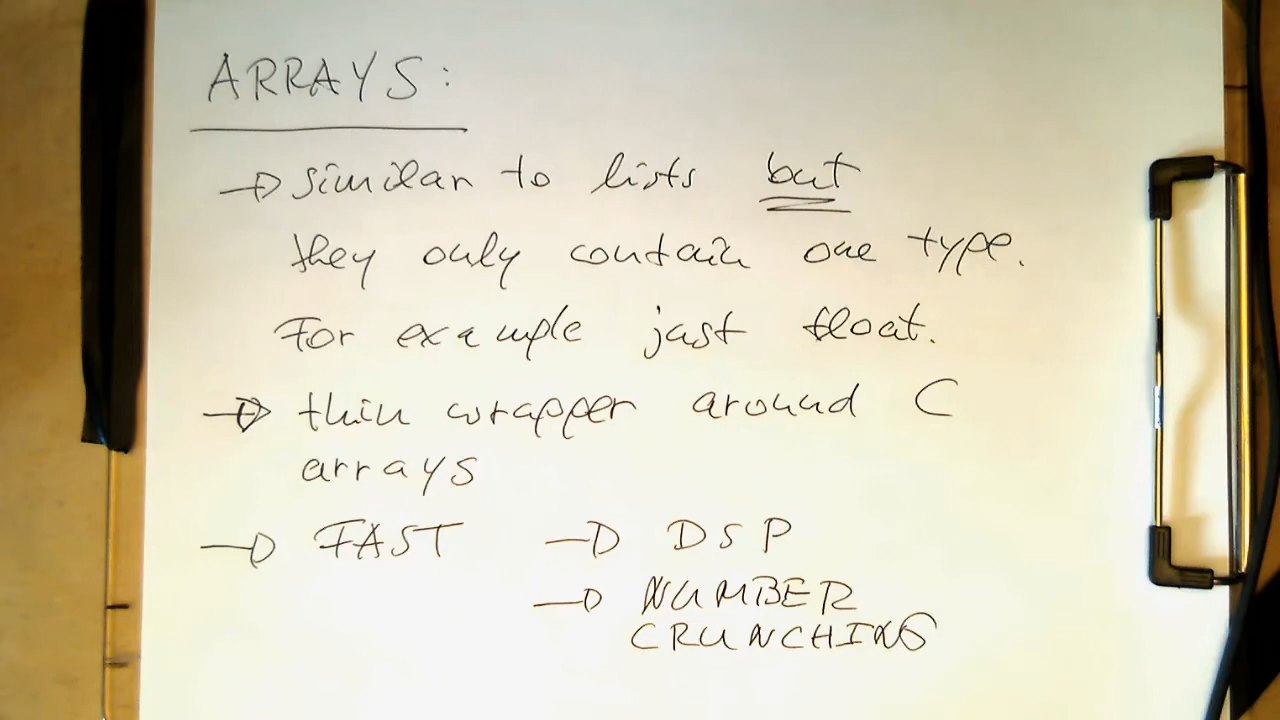 ARRAYS:
→ similar to lists but
they only contain one type.
For example just float.
→ thin wrapper around C
arrays
→ FAST → DSP
→ NUMBER
CRUNCHING